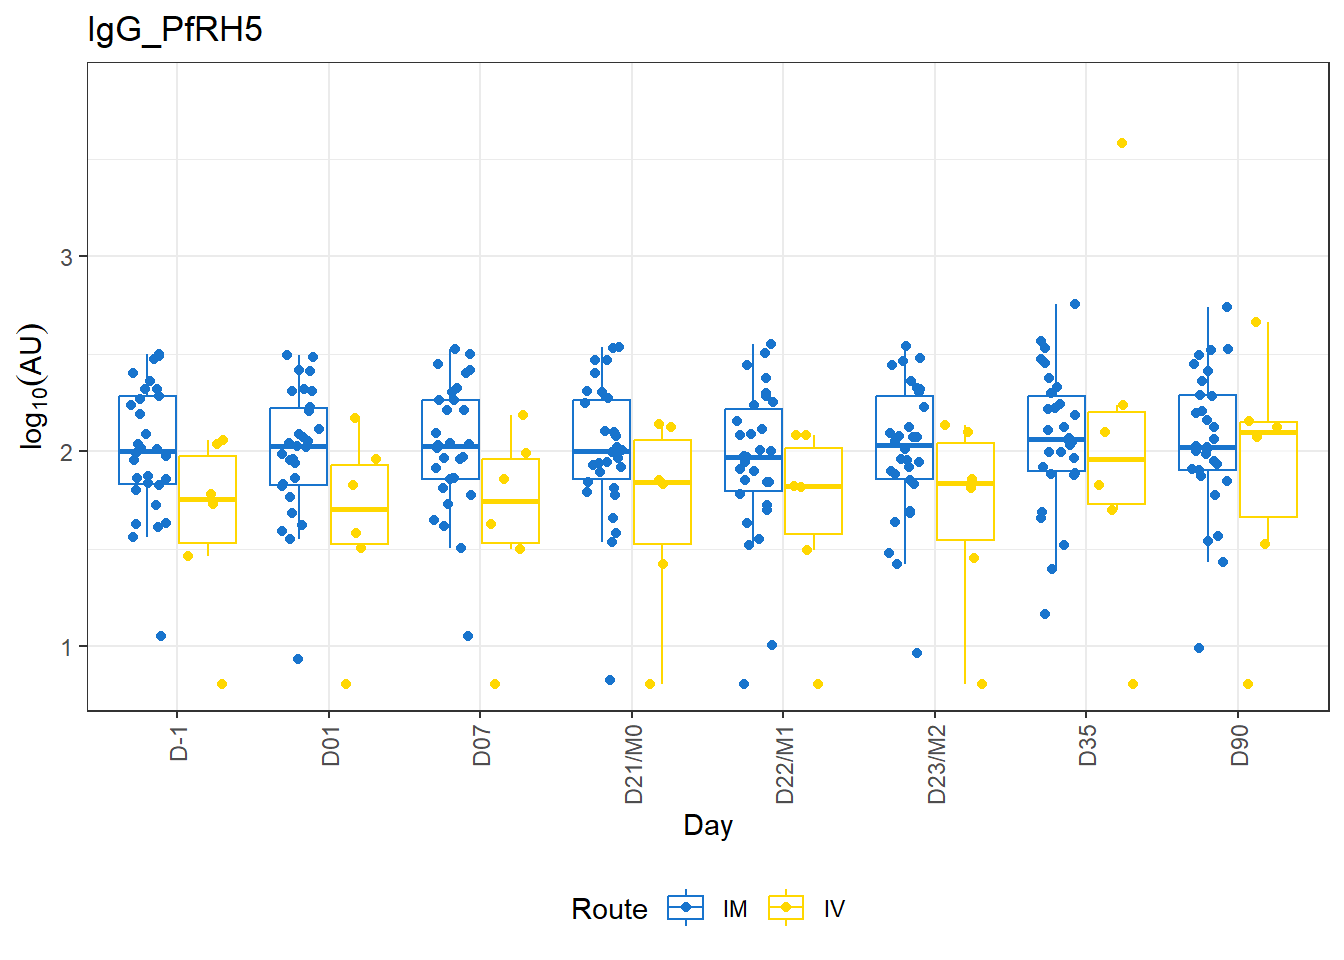 IgG_PfRH5
log10(AU)
3
2
1
D-1
D01
D07
D21/M0
D22/M1
D23/M2
D35
D90
Day
Route IM IV